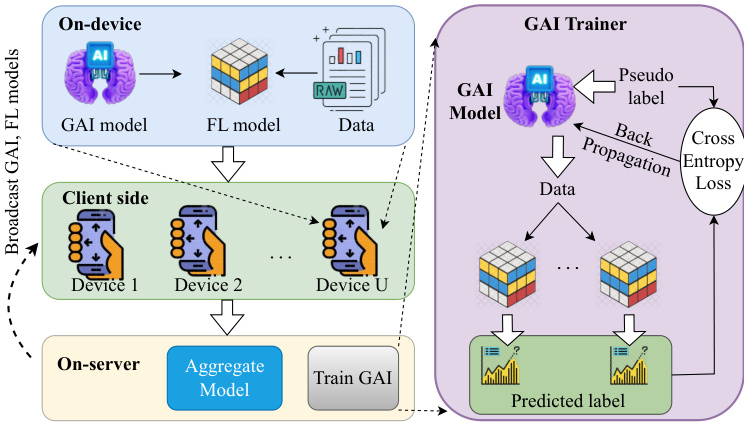 On-device
AI
RAW
GAI model
FL model
Data
Broadcast GAI, FL models
Client side
Device 1
Device 2
...
Device U
On-server
Aggregate
Model
Train GAI
GAI Trainer
GAI
Model
AI
Pseudo
label
Back
Propagation
Cross
Entropy
Loss
Data
...
?
?
Predicted label